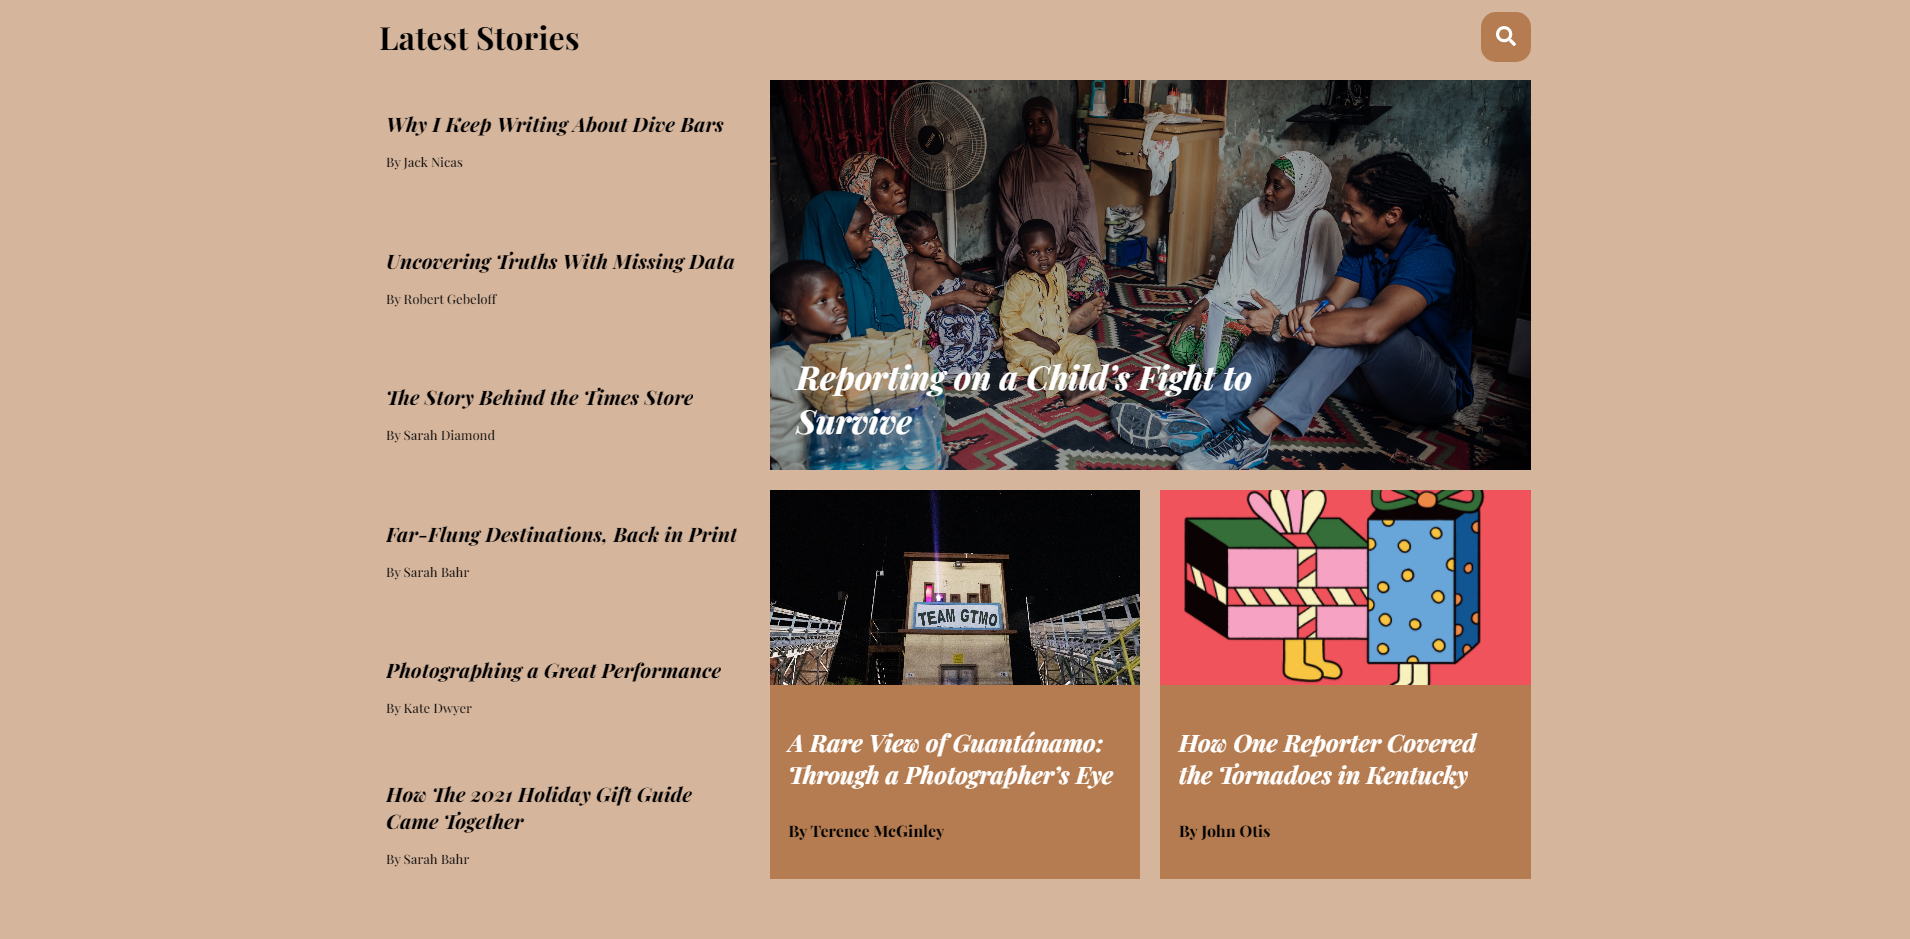 Latest Stories
Why I Keep Writing About Dive Bars
By Jack Nicas
Uncovering Truths With Missing Data
By Robert Gebeloff
The Story Behind the Times Store
By Sarah Diamond
Far-Flung Destinations, Back in Print
By Sarah Bahr
Photographing a Great Performance
By Kate Dwyer
How The 2021 Holiday Gift Guide
Came Together
By Sarah Bahr
Reporting on a Child’s Fight to
Survive
TEAM GTMO
A Rare View of Guantánamo:
Through a Photographer’s Eye
By Terence McGinley
How One Reporter Covered
the Tornadoes in Kentucky
By John Otis